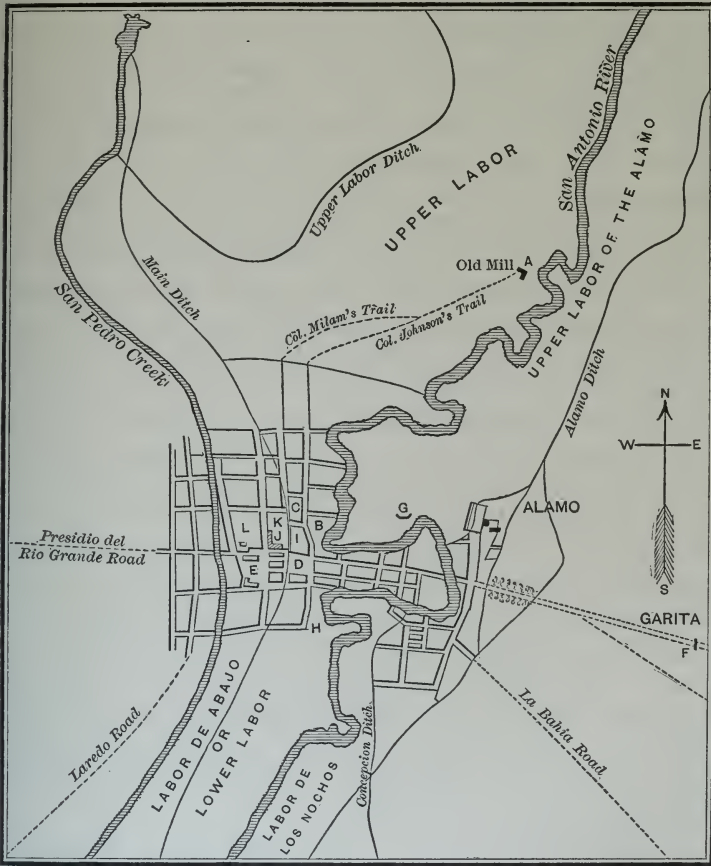 San Antonio River
Upper Labor Ditch
UPPER LABOR
UPPER LABOR OF THE ALAMO
Old Mill
A
Main Ditch
Col. Milam's Trail
Col. Johnson's Trail
San Pedro Creek
Alamo Ditch
N
W
E
S
C
G
ALAMO
L
K
B
J
I
Presidio del
Rio Grande Road
E
D
GARITA
F
H
LABOR DE ABAJO
OR
LOWER LABOR
Laredo Road
La Bahia Road
Concepcion Ditch
LABOR DE
LOS NOCHOS